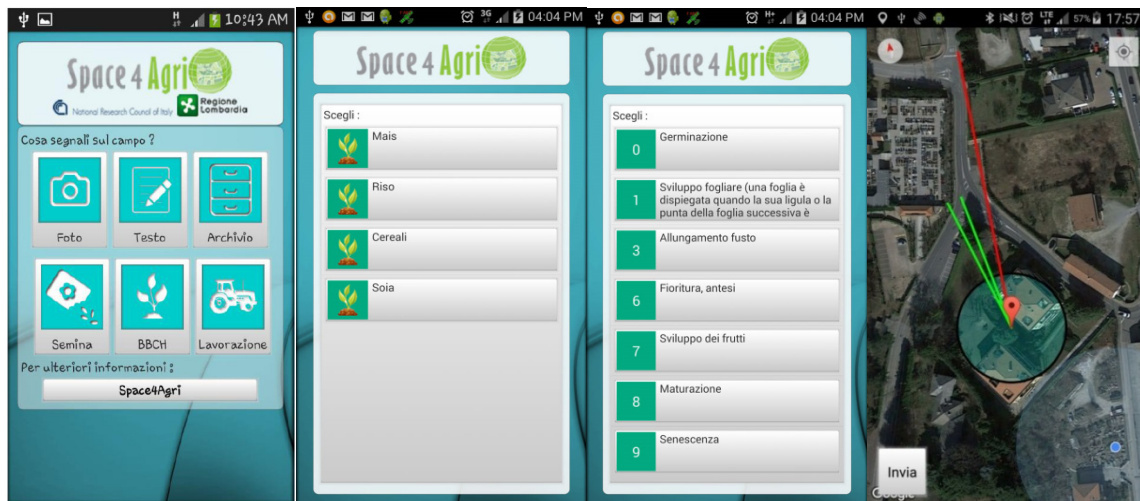 H 10:43 AM
Space 4 Agri
National Research Council of Italy
Regione
Lombardia
Cosa segnali sul campo ?
Foto Testo Archivio
Semina BBCH Lavorazione
Per ulteriori informazioni :
Space4Agri
3G 04:04 PM
Space 4 Agri
Scegli :
Mais
Riso
Cereali
Soia
H+ 04:04 PM
Space 4 Agri
Scegli :
0 Germinazione
1 Sviluppo fogliare (una foglia è
dispiegata quando la sua ligula o la
punta della foglia successiva è
3 Allungamento fusto
6 Fioritura, antesi
7 Sviluppo dei frutti
8 Maturazione
9 Senescenza
LTE 57% 17:57
Invia
Google